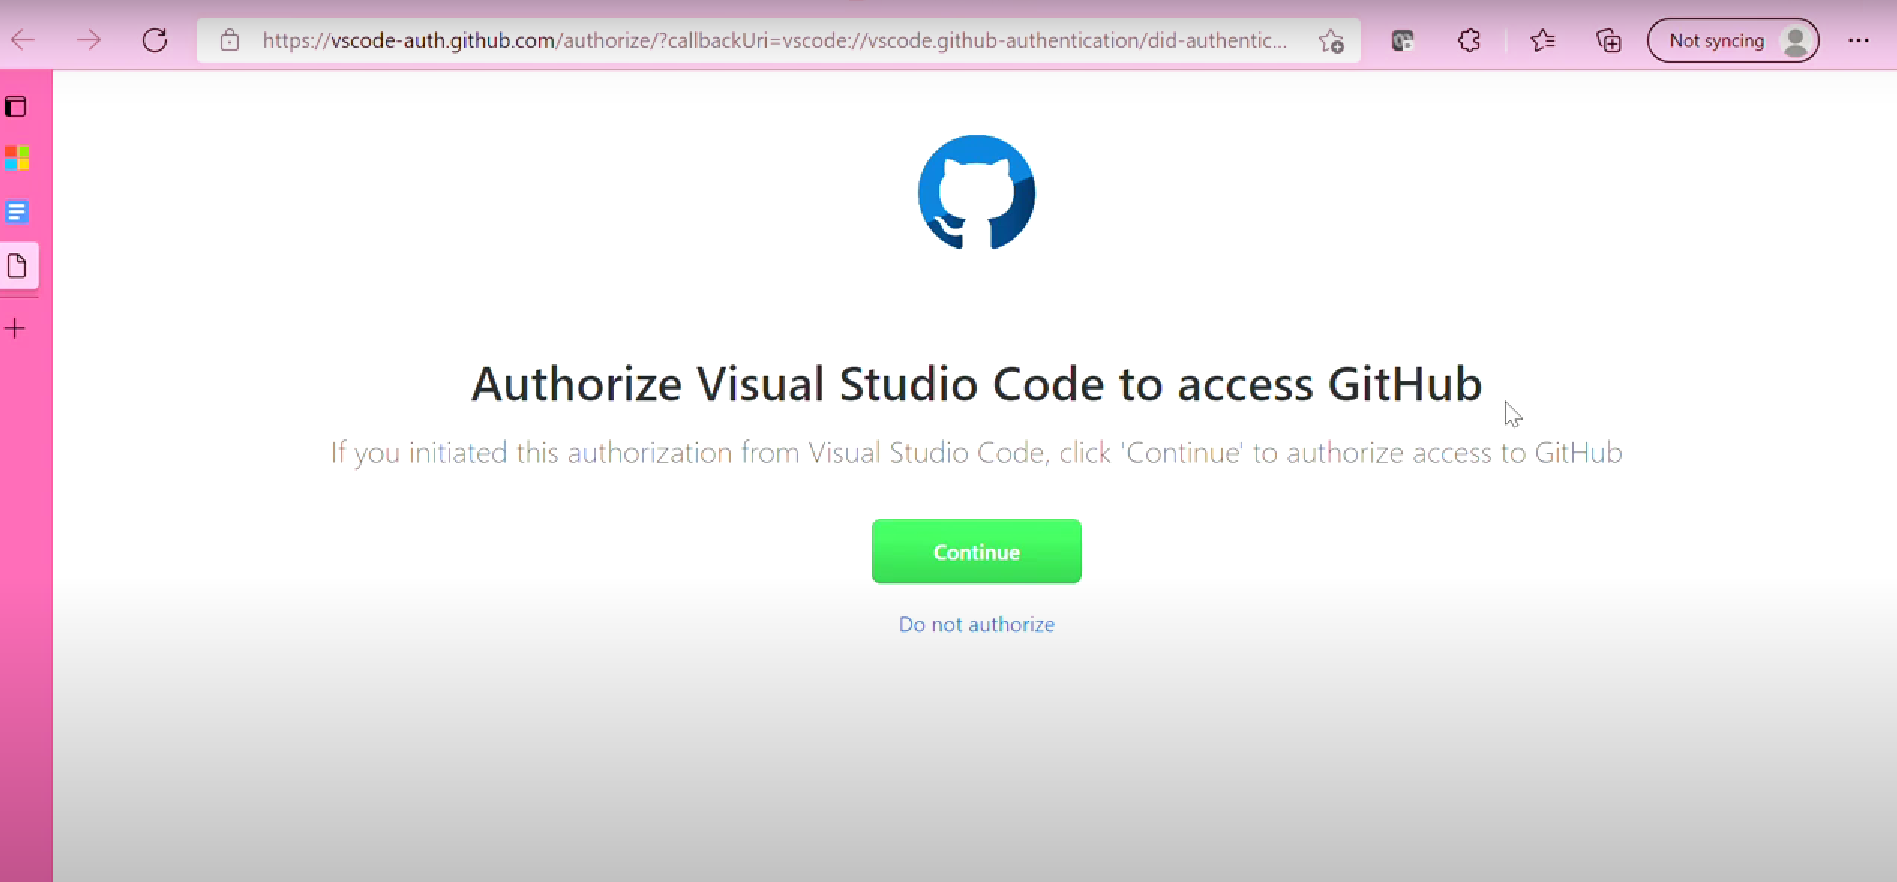 https://vscode-auth.github.com/authorize/?callbackUri=vscode://vscode.github-authentication/did-authentic...
Not syncing
Authorize Visual Studio Code to access GitHub
If you initiated this authorization from Visual Studio Code, click 'Continue' to authorize access to GitHub
Continue
Do not authorize